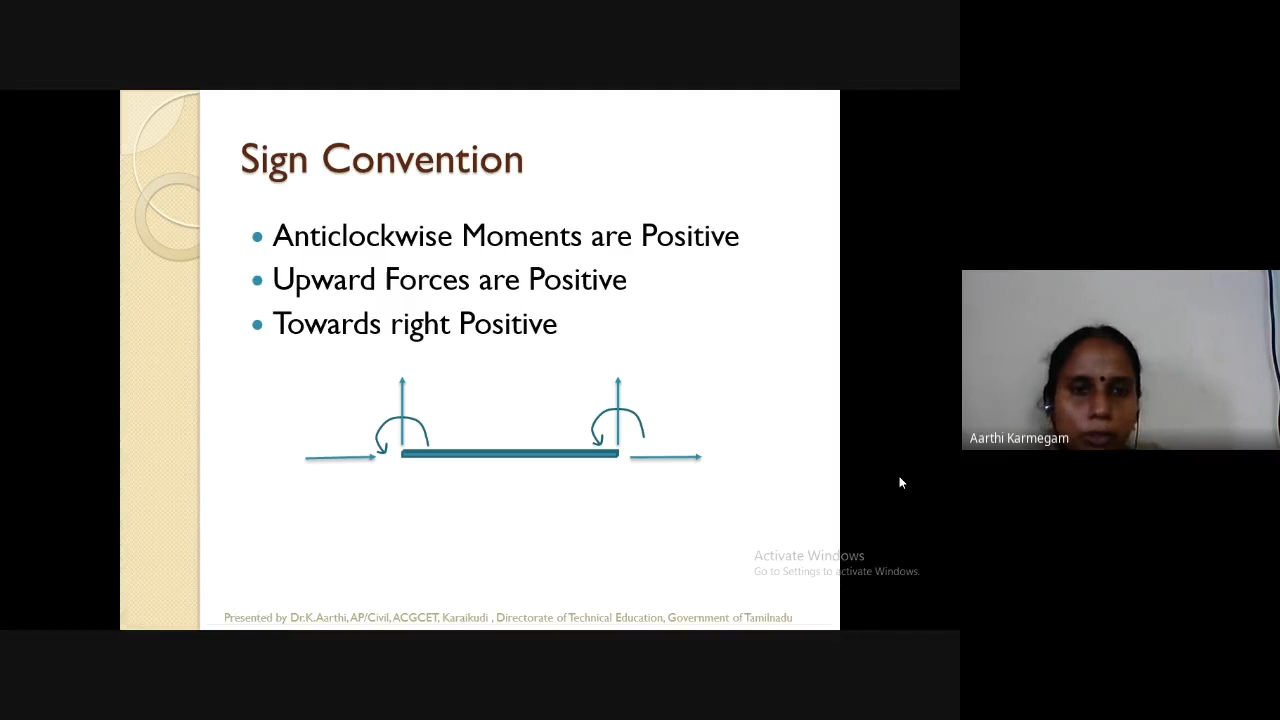 Sign Convention
Anticlockwise Moments are Positive
Upward Forces are Positive
Towards right Positive
Aarthi Karmegam
Activate Windows
Go to Settings to activate Windows.
Presented by Dr.K.Aarthi, AP/Civil, ACGCET, Karaikudi , Directorate of Technical Education, Government of Tamilnadu